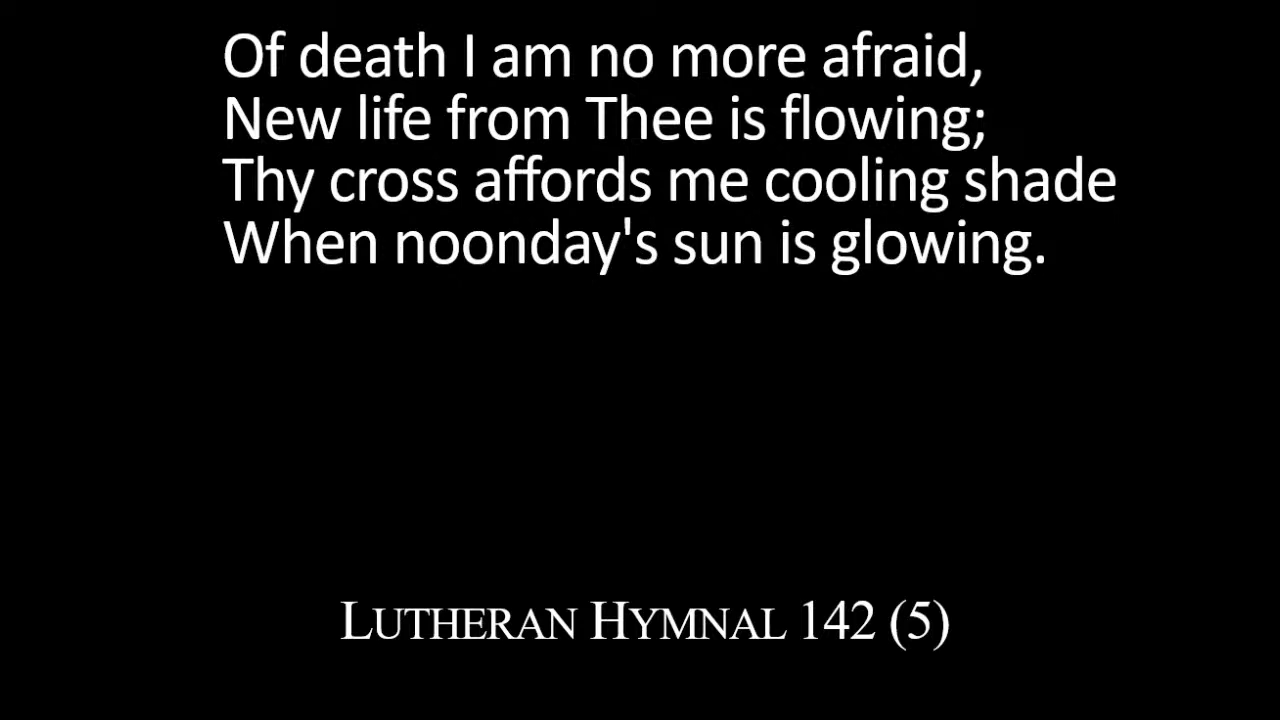 Of death I am no more afraid,
New life from Thee is flowing;
Thy cross affords me cooling shade
When noonday's sun is glowing.
LUTHERAN HYMNAL 142 (5)